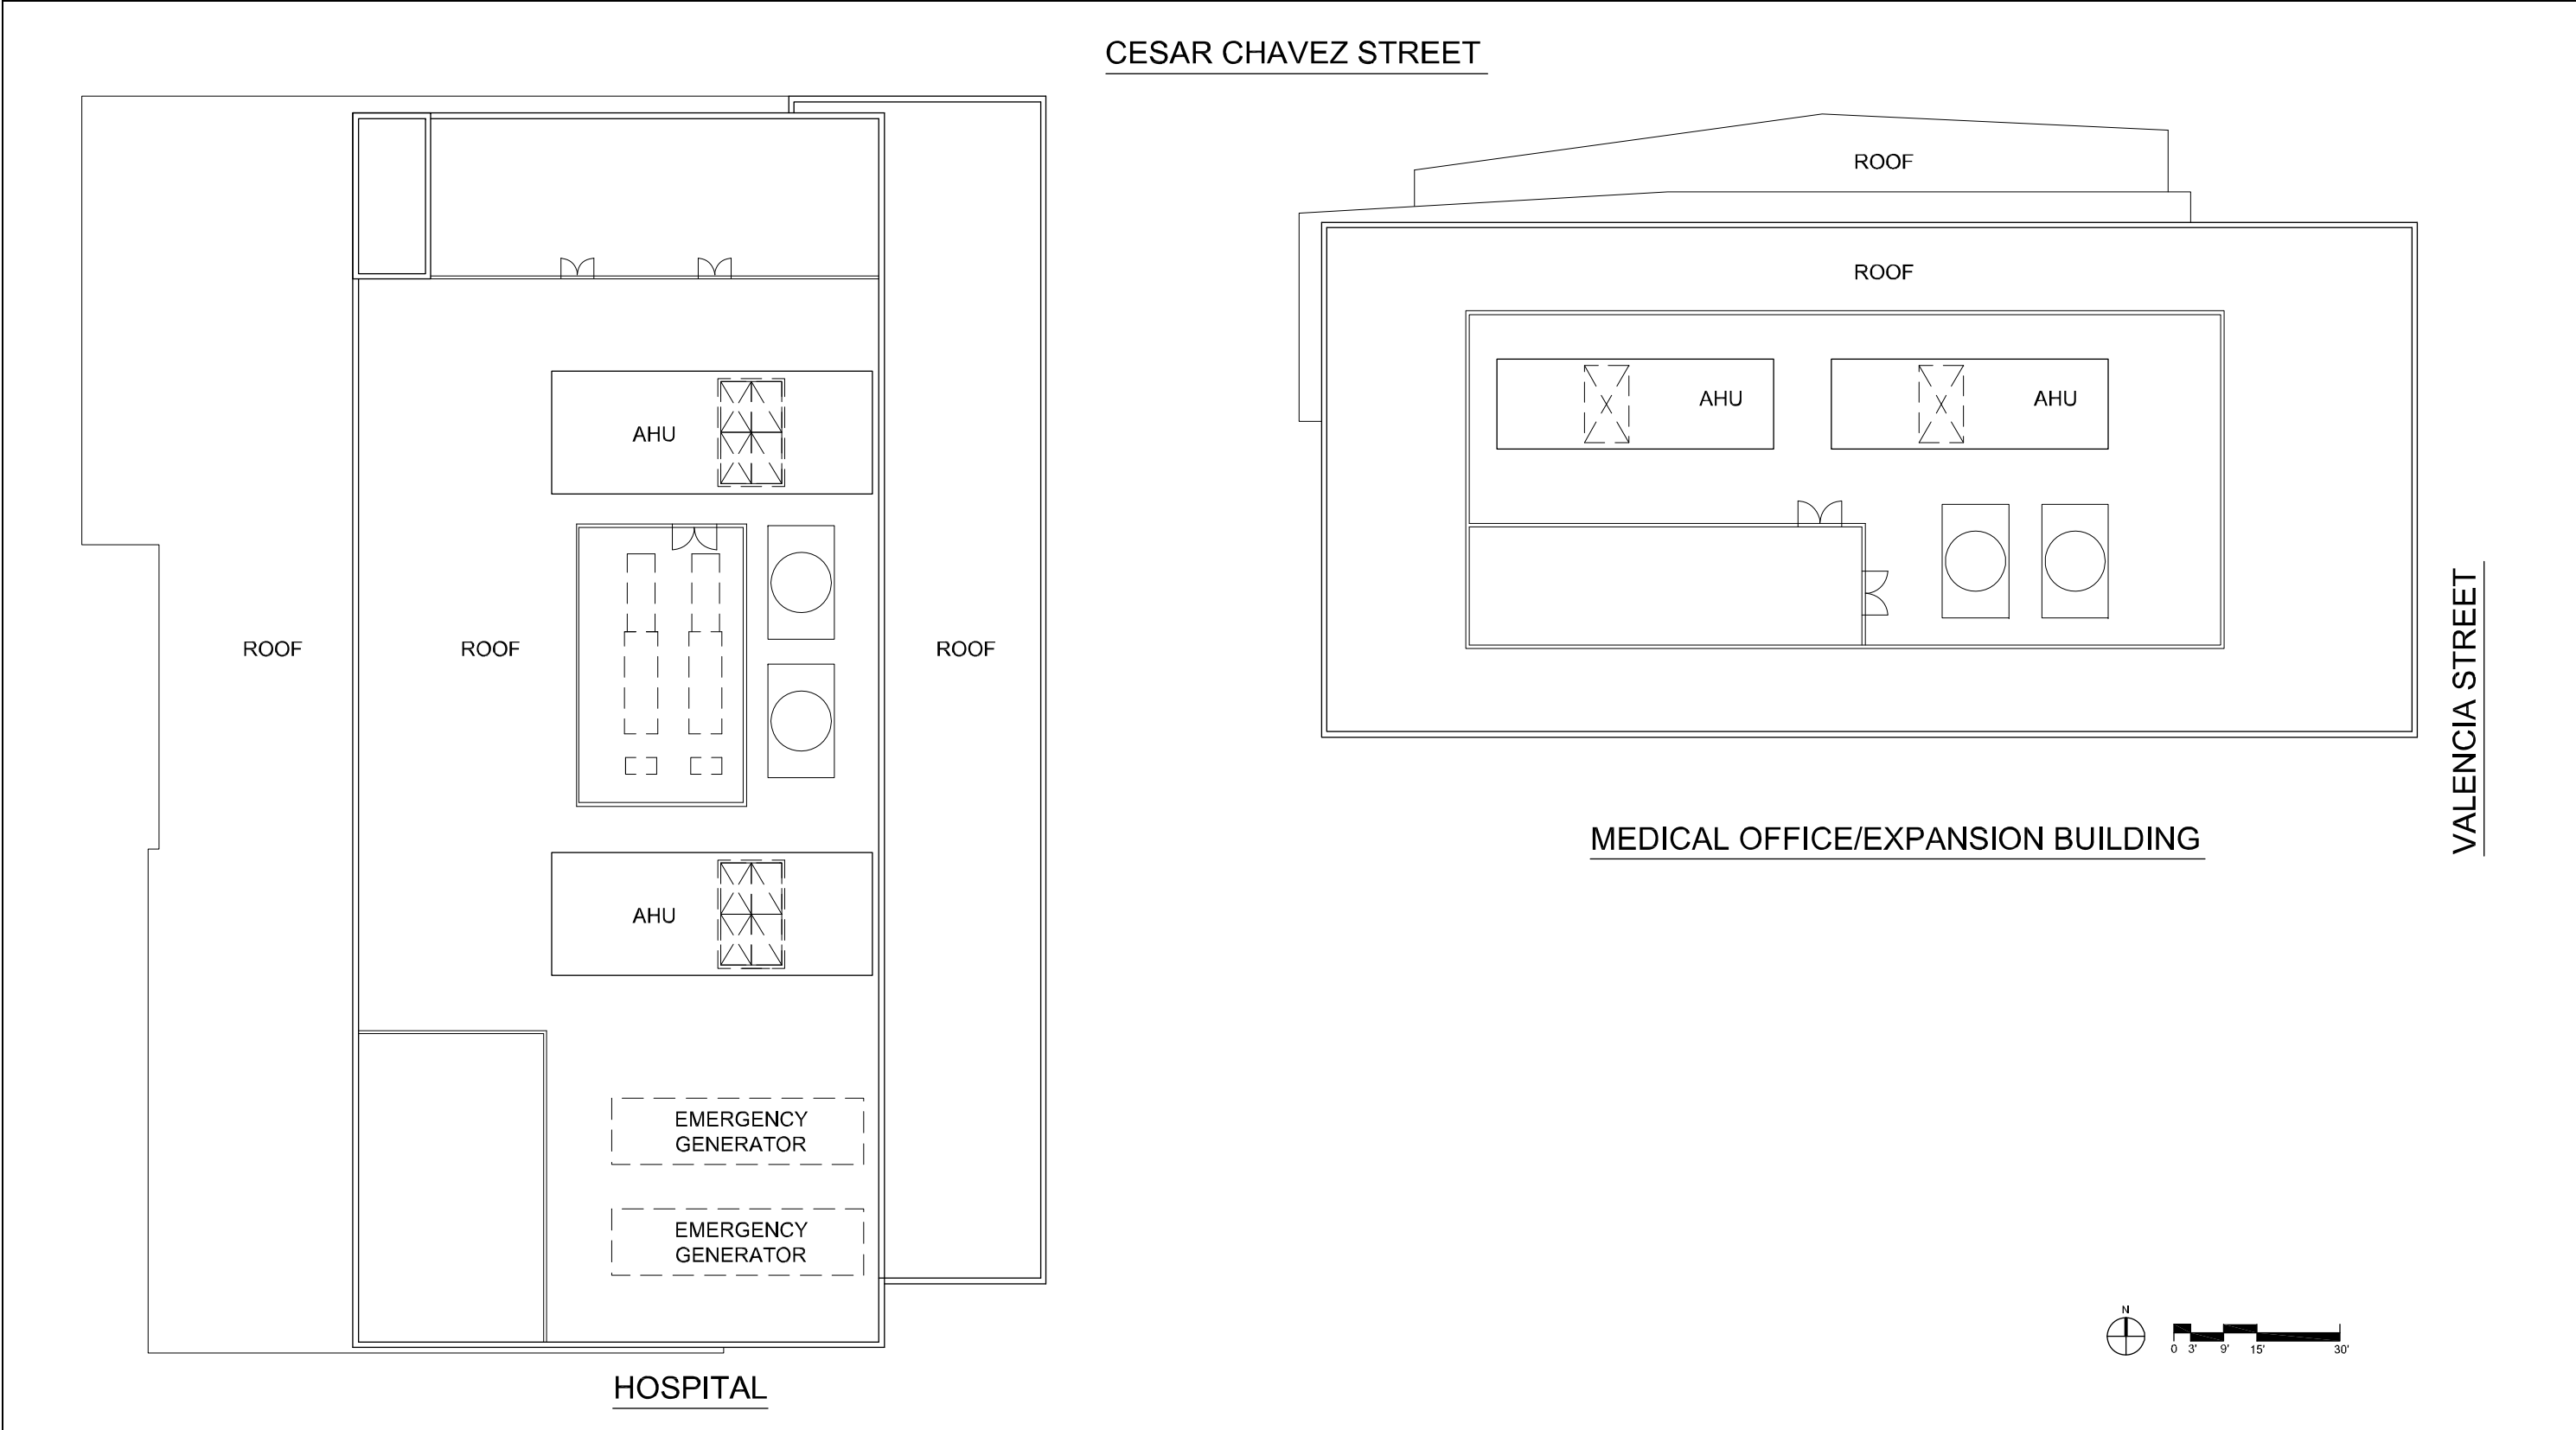 CESAR CHAVEZ STREET
ROOF
ROOF
AHU
AHU
AHU
ROOF
ROOF
ROOF
VALENCIA STREET
MEDICAL OFFICE/EXPANSION BUILDING
AHU
EMERGENCY
GENERATOR
EMERGENCY
GENERATOR
HOSPITAL
N
0 3' 9' 15' 30'